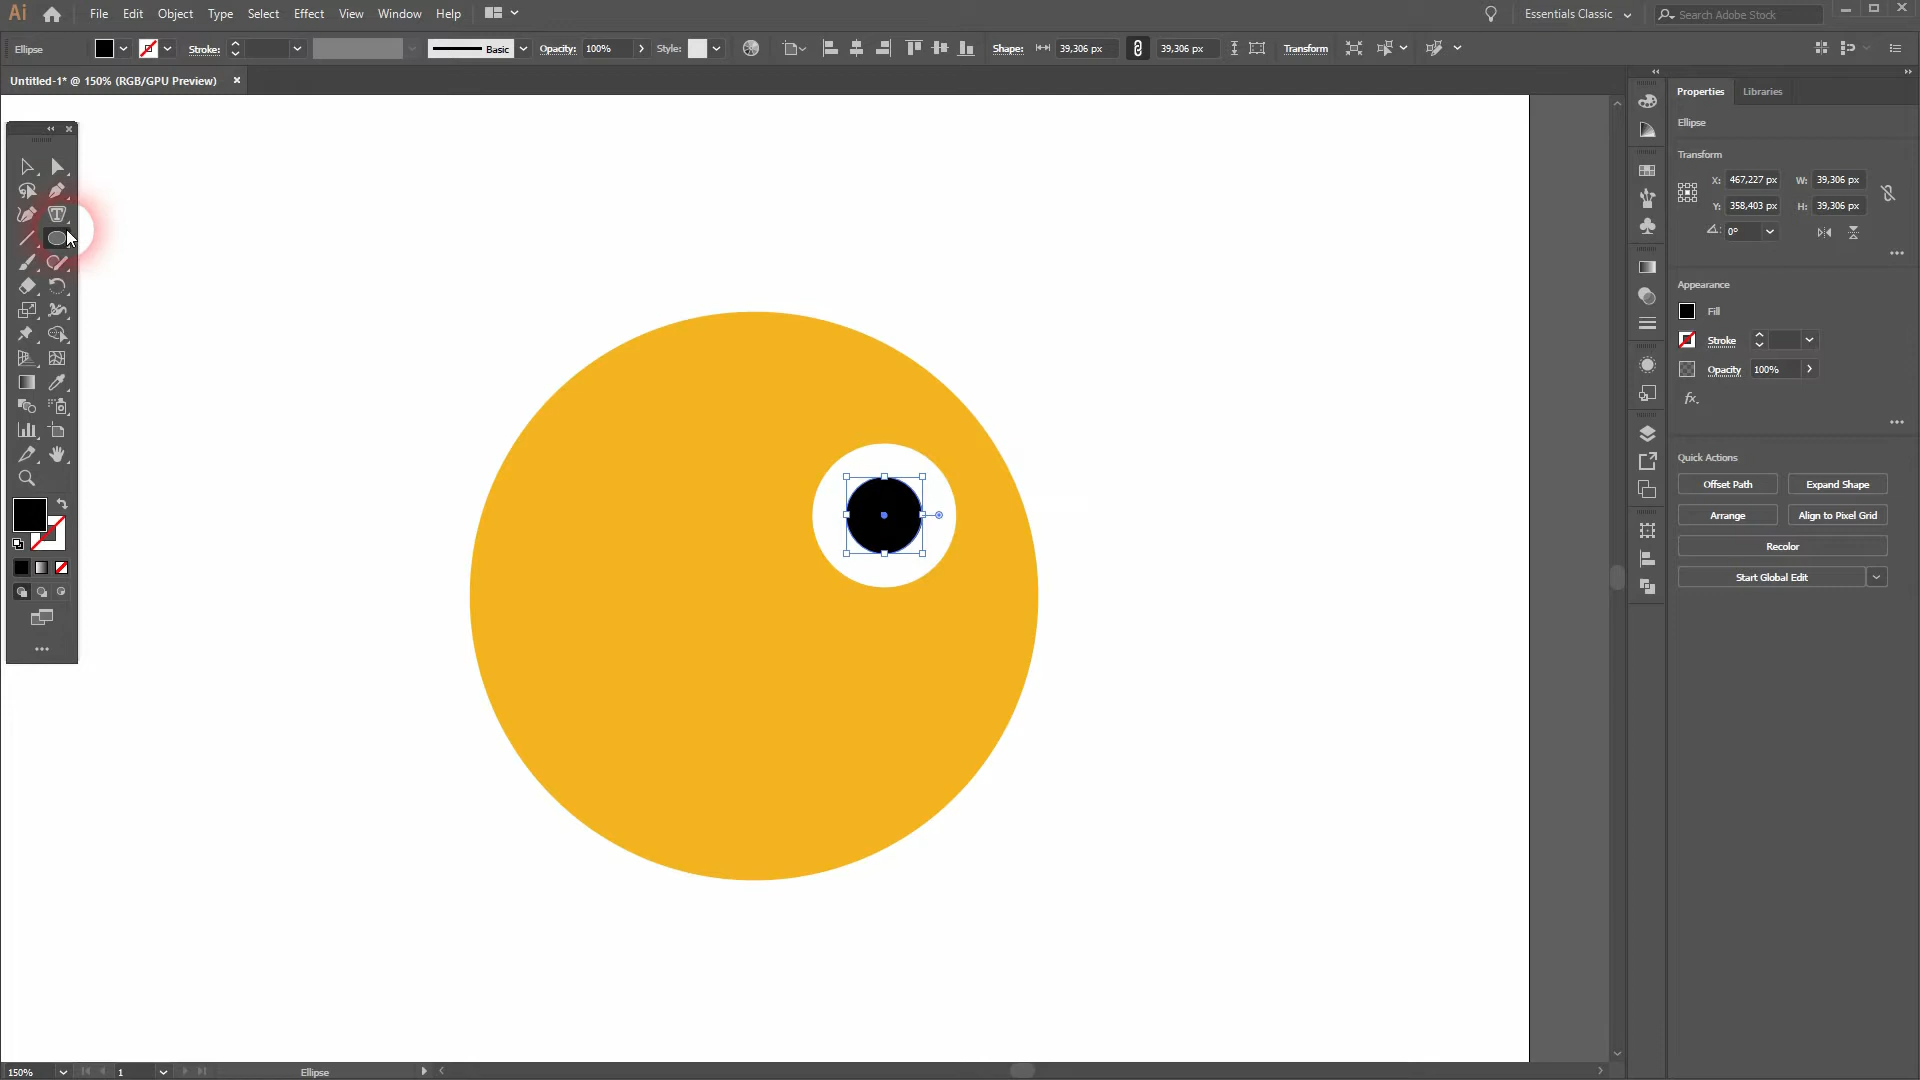 Ai File Edit Object Type Select Effect View Window Help Essentials Classic Search Adobe Stock
Ellipse Stroke: Basic Opacity: 100% Style: Shape: 39,306 px 39,306 px Transform
Untitled-1* @ 150% (RGB/GPU Preview)
Properties Libraries
Ellipse
Transform
X: 467,227 px W: 39,306 px
Y: 358,403 px H: 39,306 px
0°
Appearance
Fill
Stroke
Opacity 100%
fx.
Quick Actions
Offset Path Expand Shape
Arrange Align to Pixel Grid
Recolor
Start Global Edit
150% 1 Ellipse